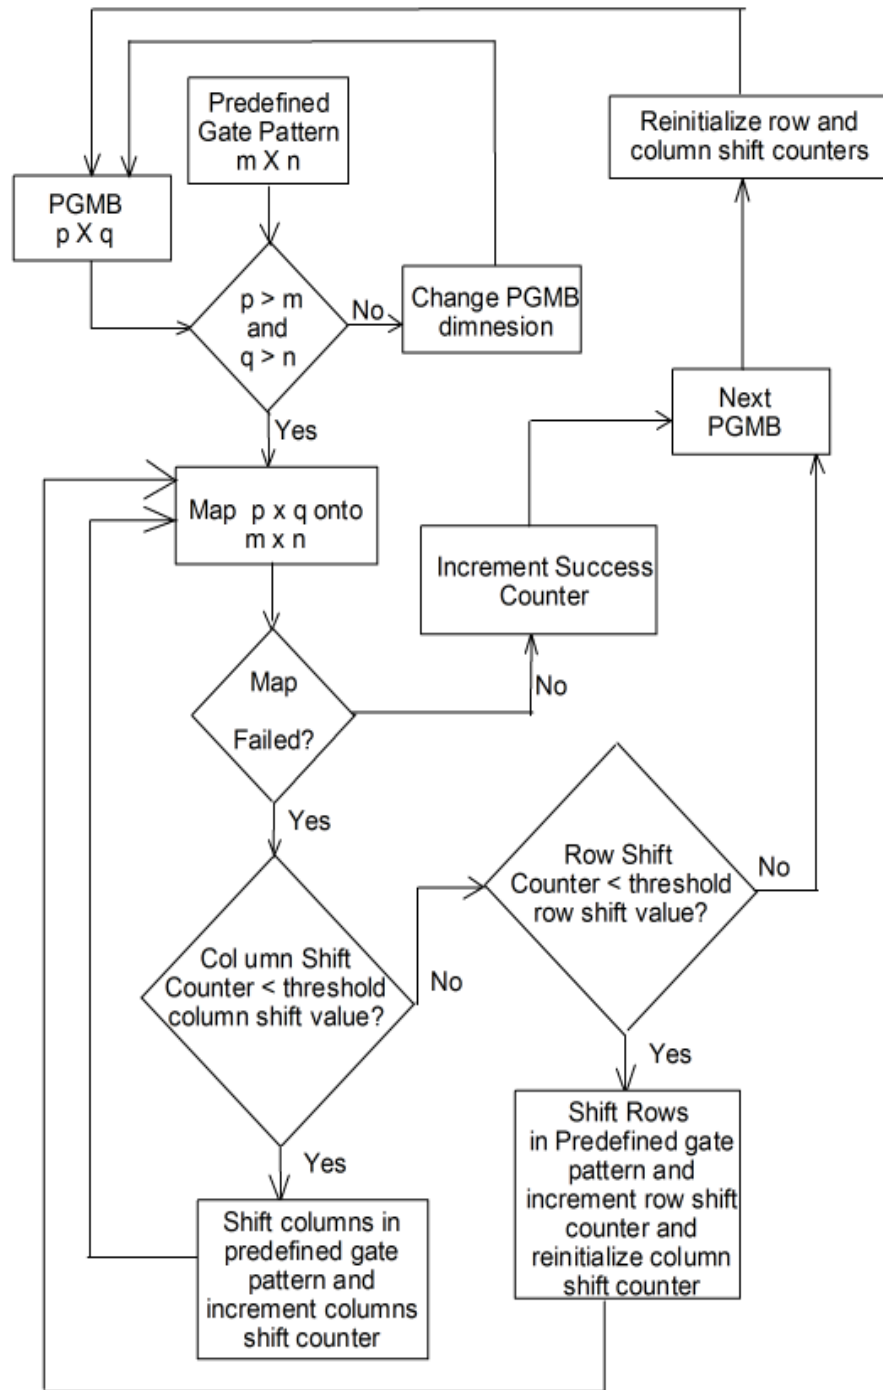 Predefined
Gate Pattern
m X n
Reinitialize row and
column shift counters
PGMB
p X q
p > m
and
q > n
No
Change PGMB
dimnesion
Yes
Next
PGMB
Map p x q onto
m x n
Increment Success
Counter
Map
Failed?
No
Yes
Row Shift
Counter < threshold
row shift value?
No
Col umn Shift
Counter < threshold
column shift value?
No
Yes
Yes
Shift Rows
in Predefined gate
pattern and
increment row shift
counter and
reinitialize column
shift counter
Shift columns in
predefined gate
pattern and
increment columns
shift counter